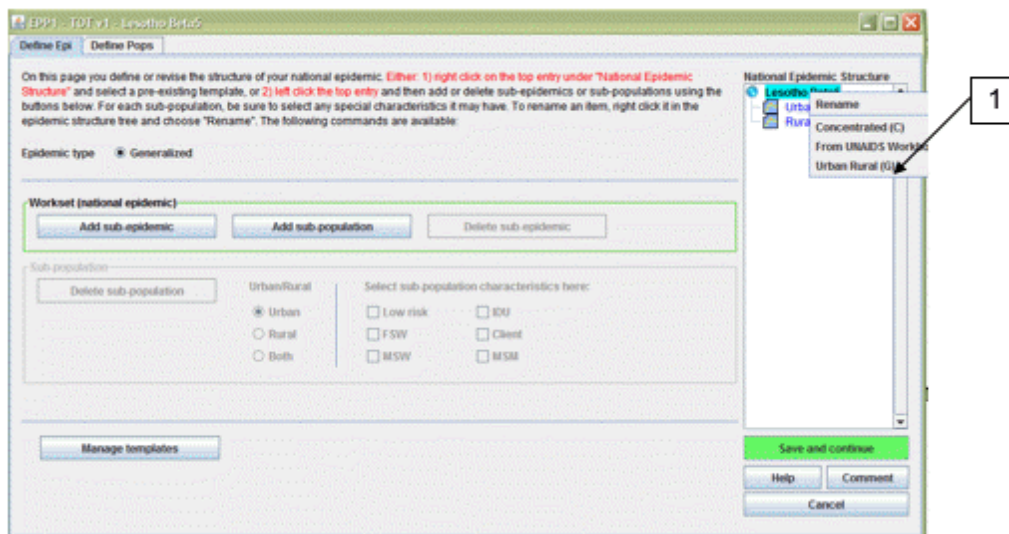 EPP1 - TOT v1 - Lesotho Beta5
Define Epi Define Pops
On this page you define or revise the structure of your national epidemic. Either: 1) right click on the top entry under "National Epidemic
Structure" and select a pre-existing template, or 2) left click the top entry and then add or delete sub-epidemics or sub-populations using the
buttons below. For each sub-population, be sure to select any special characteristics it may have. To rename an item, right click it in the
epidemic structure tree and choose "Rename". The following commands are available:
Epidemic type Generalized
Workset (national epidemic)
Add sub-epidemic Add sub-population Delete sub-epidemic
Sub-population
Delete sub-population
Urban/Rural
Urban
Rural
Both
Select sub-population characteristics here:
Low risk IDU
FSW Client
MSW MSM
Manage templates
National Epidemic Structure
Lesotho
Urba
Rura
Rename
Concentrated (C)
From UNAIDS
Urban Rural
1
Save and continue
Help Comment
Cancel